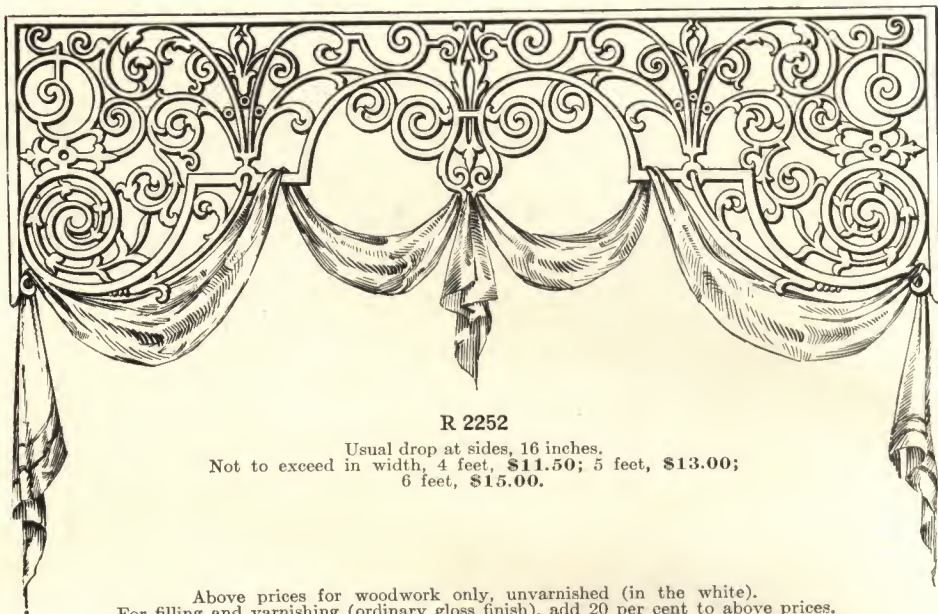 R 2252
Usual drop at sides, 16 inches.
Not to exceed in width, 4 feet, $11.50; 5 feet, $13.00;
6 feet, $15.00.
Above prices for woodwork only, unvarnished (in the white).
For filling and varnishing (ordinary gloss finish), add 20 per cent to above prices.